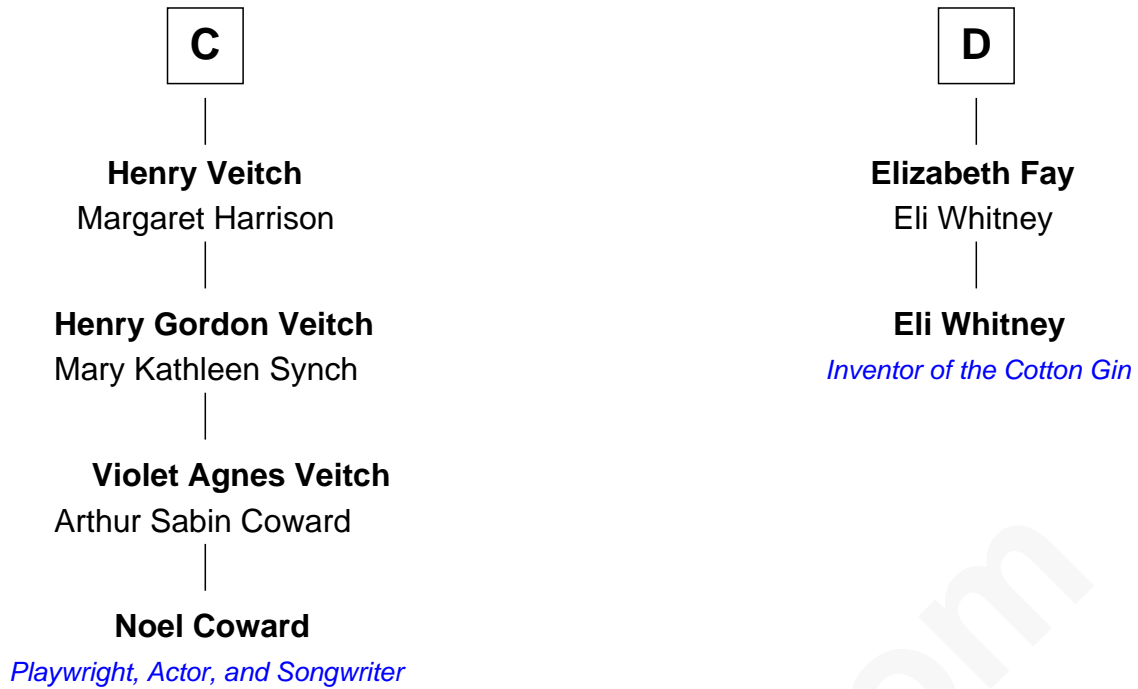 C
Henry Veitch
Margaret Harrison
Henry Gordon Veitch
Mary Kathleen Synch
Violet Agnes Veitch
Arthur Sabin Coward
Noel Coward
Playwright, Actor, and Songwriter
D
Elizabeth Fay
Eli Whitney
Eli Whitney
Inventor of the Cotton Gin
om